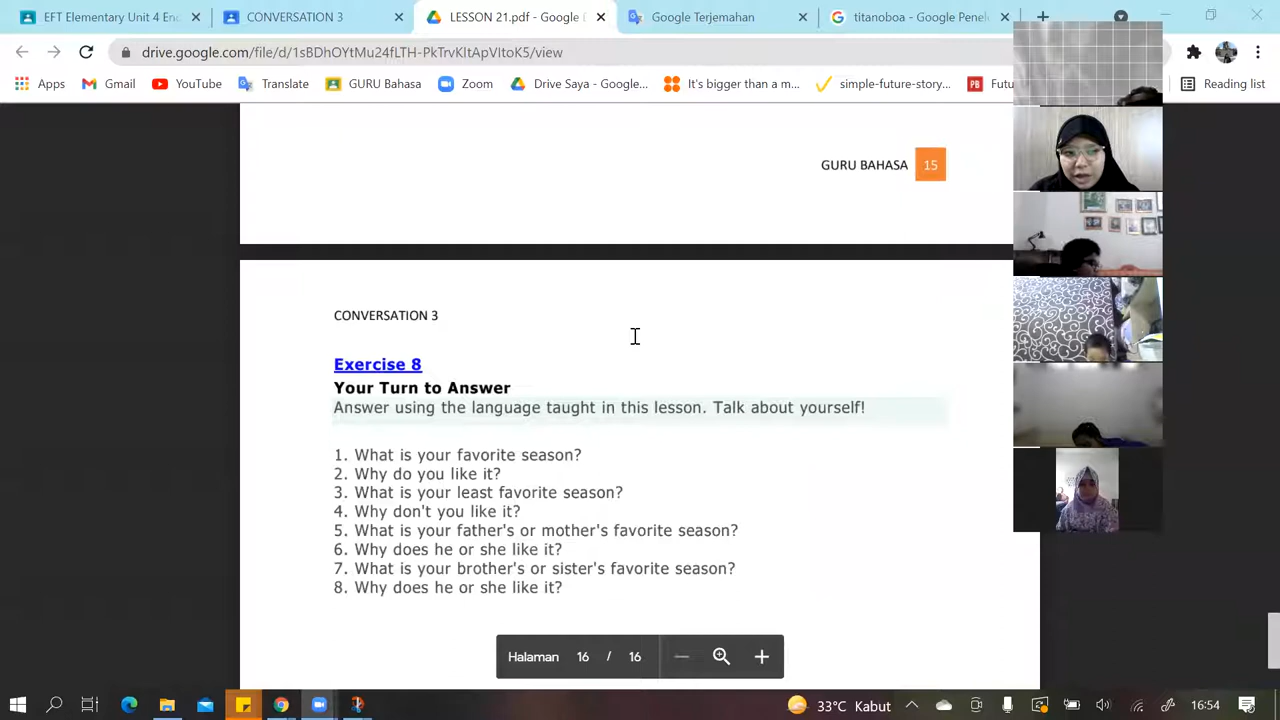 EFT Elementary Unit 4 Enc
CONVERSATION 3
LESSON 21.pdf - Google
Google Terjemahan
titanoboa - Google Penel
drive.google.com/file/d/1sBDhOYtMu24fLTH-PkTrvKItApVitoK5/view
Apps
Gmail
YouTube
Translate
GURU Bahasa
Zoom
Drive Saya - Google...
It's bigger than a m...
simple-future-story...
PB
Futu
Reading list
GURU BAHASA 15
CONVERSATION 3
Exercise 8
Your Turn to Answer
Answer using the language taught in this lesson. Talk about yourself!
1. What is your favorite season?
2. Why do you like it?
3. What is your least favorite season?
4. Why don't you like it?
5. What is your father's or mother's favorite season?
6. Why does he or she like it?
7. What is your brother's or sister's favorite season?
8. Why does he or she like it?
Halaman 16 / 16
33°C Kabut
16:54